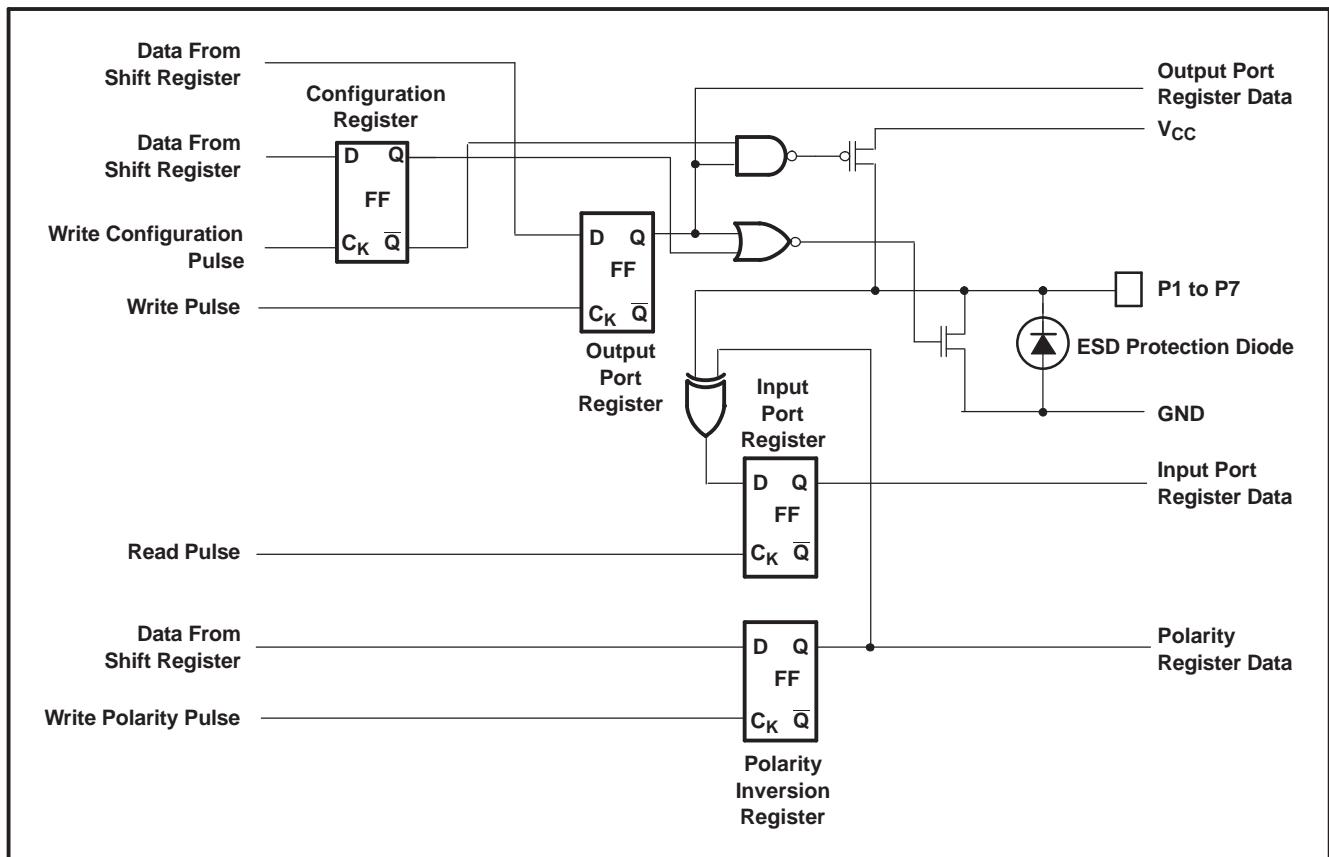 Data From
Shift Register
Configuration
Register
Output Port
Register Data
VCC
Data From
Shift Register
D Q
FF
CK Q
Write Configuration
Pulse
D Q
FF
CK Q
Write Pulse
Output
Port
Register
P1 to P7
ESD Protection Diode
GND
Input
Port
Register
D Q
FF
CK Q
Input Port
Register Data
Read Pulse
Data From
Shift Register
D Q
FF
CK Q
Polarity
Register Data
Write Polarity Pulse
Polarity
Inversion
Register